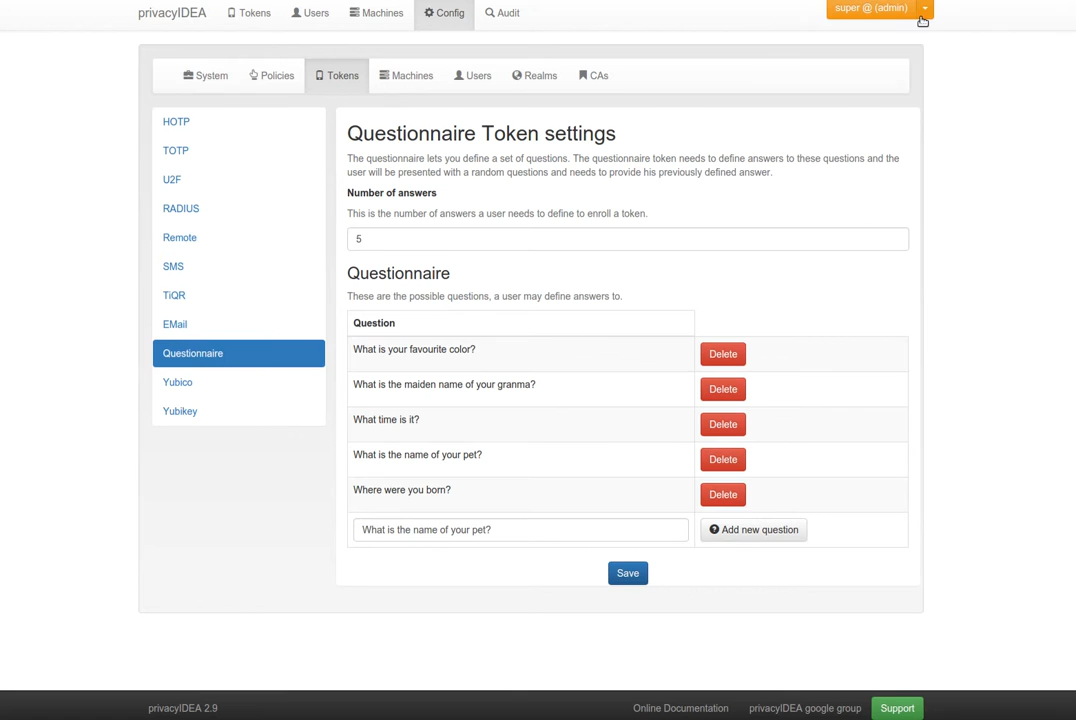 privacyIDEA Tokens Users Machines Config Audit super @ (admin)
System Policies Tokens Machines Users Realms CAs
HOTP
TOTP
U2F
RADIUS
Remote
SMS
TiQR
EMail
Questionnaire
Yubico
Yubikey
Questionnaire Token settings
The questionnaire lets you define a set of questions. The questionnaire token needs to define answers to these questions and the
user will be presented with a random questions and needs to provide his previously defined answer.
Number of answers
This is the number of answers a user needs to define to enroll a token.
5
Questionnaire
These are the possible questions, a user may define answers to.
Question
What is your favourite color? Delete
What is the maiden name of your granma? Delete
What time is it? Delete
What is the name of your pet? Delete
Where were you born? Delete
What is the name of your pet? Add new question
Save
privacyIDEA 2.9 Online Documentation privacyIDEA google group Support